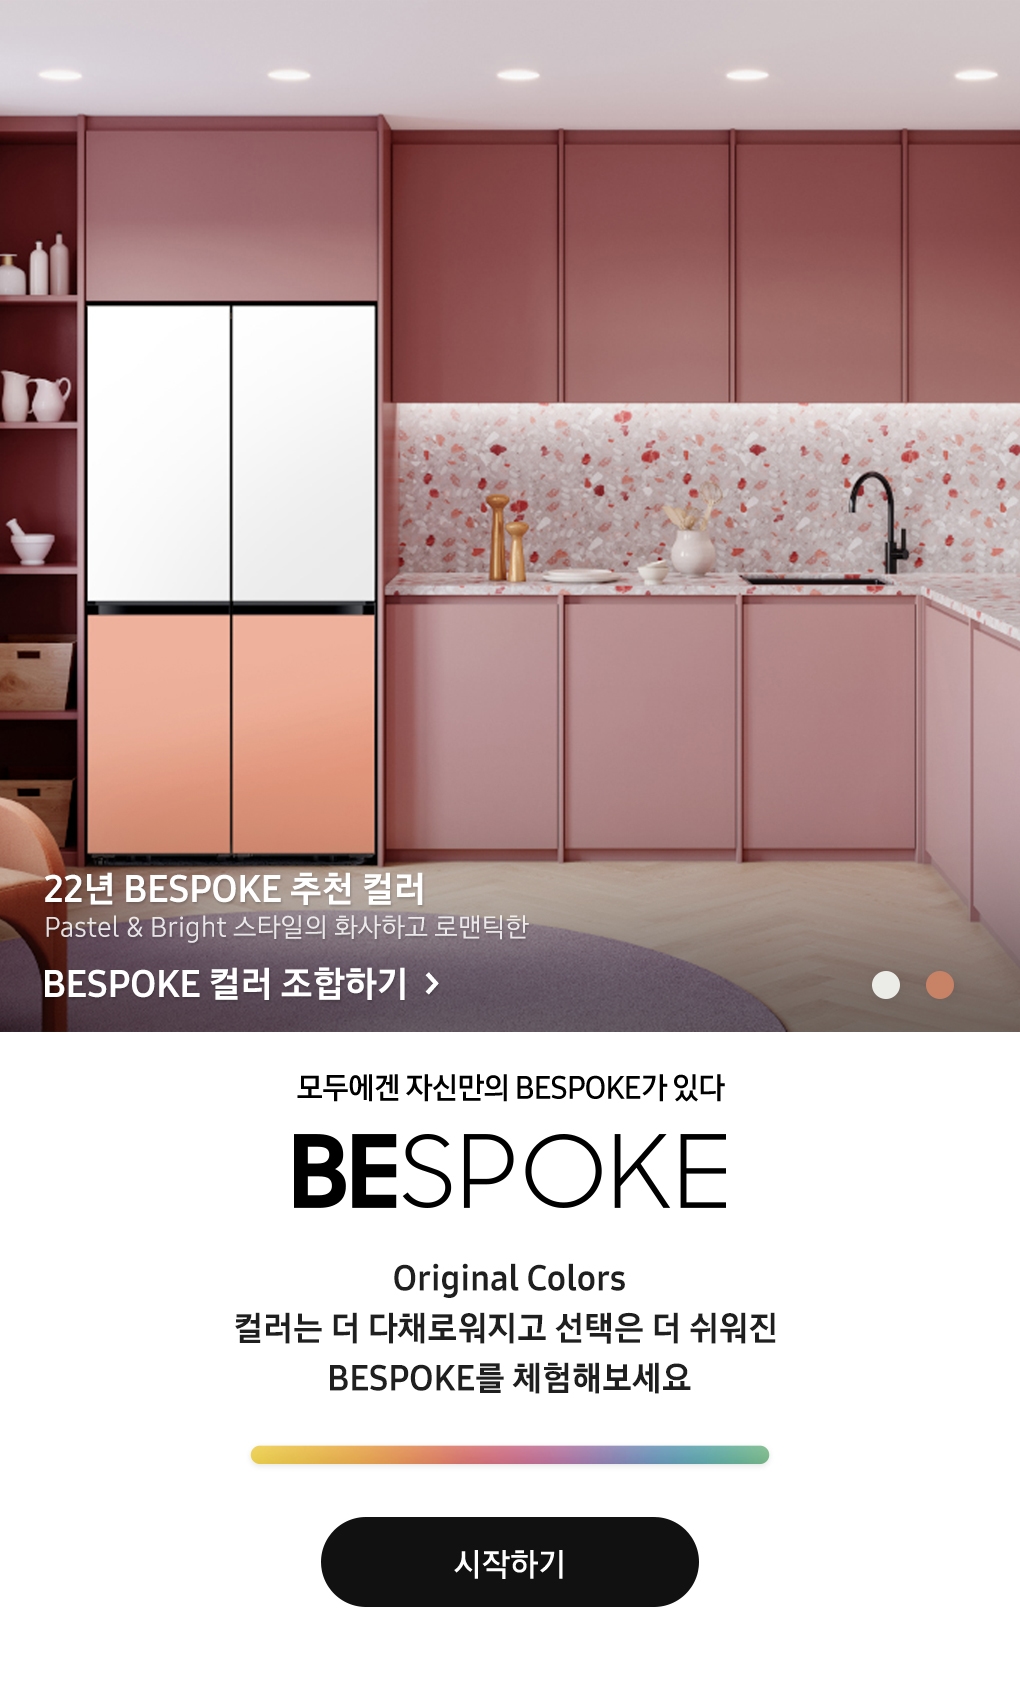 22년 BESPOKE 추천 컬러
Pastel & Bright 스타일의 화사하고 로맨틱한
BESPOKE 컬러 조합하기 >
모두에겐 자신만의 BESPOKE가 있다
BESPOKE
Original Colors
컬러는 더 다채로워지고 선택은 더 쉬워진
BESPOKE를 체험해보세요
시작하기